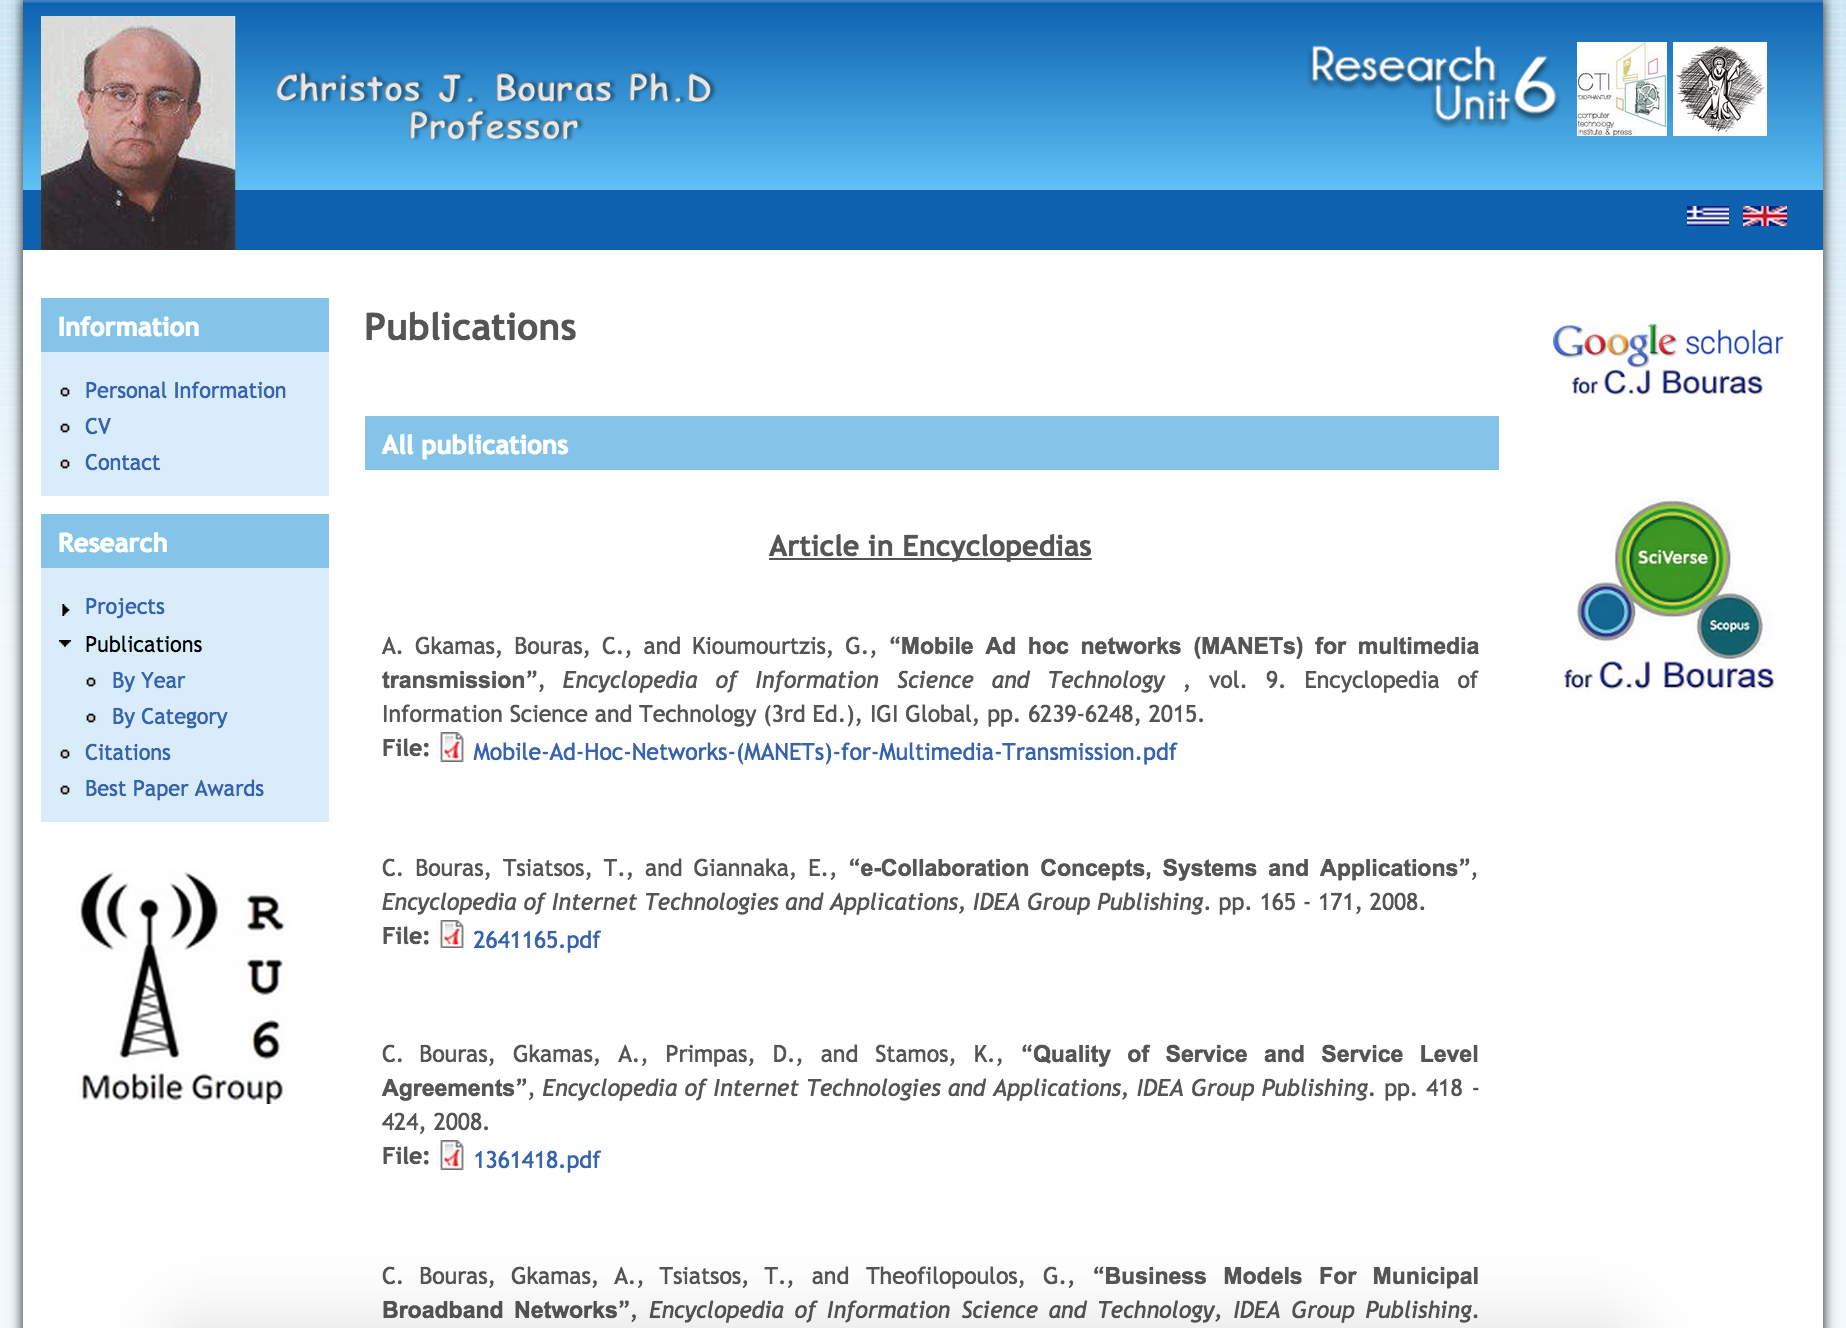 Christos J. Bouras Ph.D
Professor
Research
Unit 6
CTI
DIOPHANTUS
computer
technology
institute & press
Information
Personal Information
CV
Contact
Research
Projects
Publications
By Year
By Category
Citations
Best Paper Awards
R
U
6
Mobile Group
Publications
All publications
Article in Encyclopedias
A. Gkamas, Bouras, C., and Kioumourtzis, G., “Mobile Ad hoc networks (MANETs) for multimedia
transmission”, Encyclopedia of Information Science and Technology , vol. 9. Encyclopedia of
Information Science and Technology (3rd Ed.), IGI Global, pp. 6239-6248, 2015.
File: Mobile-Ad-Hoc-Networks-(MANETs)-for-Multimedia-Transmission.pdf
C. Bouras, Tsiatsos, T., and Giannaka, E., “e-Collaboration Concepts, Systems and Applications”,
Encyclopedia of Internet Technologies and Applications, IDEA Group Publishing. pp. 165 - 171, 2008.
File: 2641165.pdf
C. Bouras, Gkamas, A., Primpas, D., and Stamos, K., “Quality of Service and Service Level
Agreements”, Encyclopedia of Internet Technologies and Applications, IDEA Group Publishing. pp. 418 -
424, 2008.
File: 1361418.pdf
C. Bouras, Gkamas, A., Tsiatsos, T., and Theofilopoulos, G., “Business Models For Municipal
Broadband Networks”, Encyclopedia of Information Science and Technology, IDEA Group Publishing.
Google scholar
for C.J Bouras
SciVerse
Scopus
for C.J Bouras